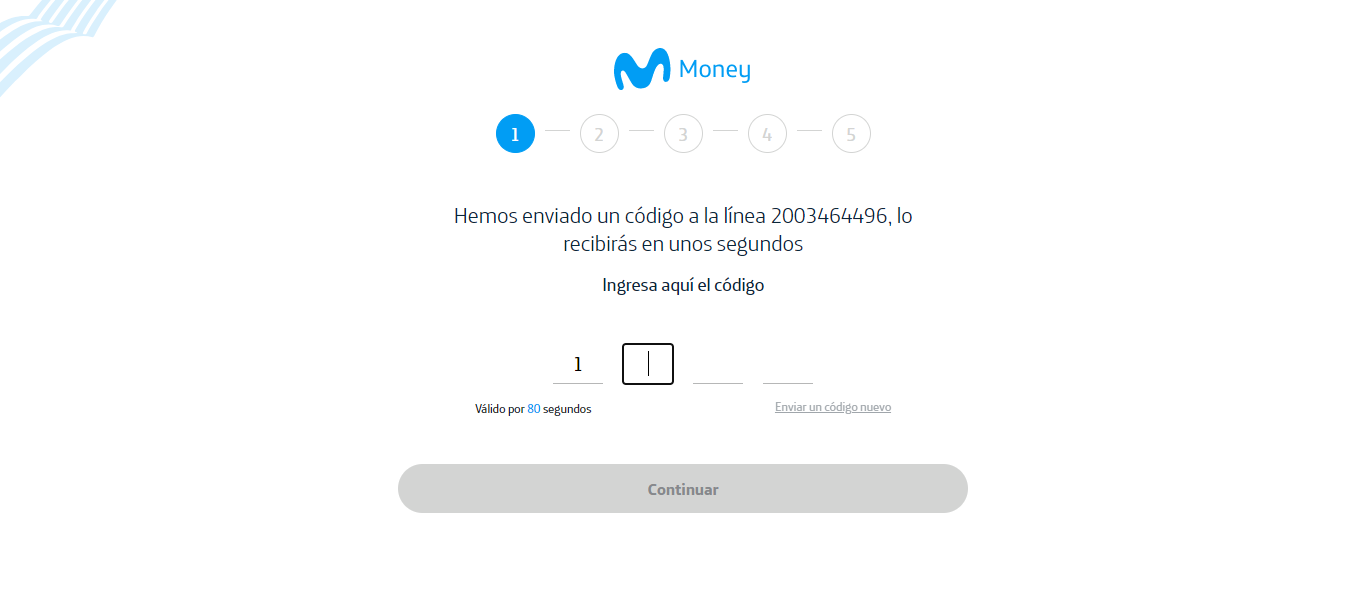 Money
1
2
3
4
5
Hemos enviado un código a la línea 2003464496, lo
recibirás en unos segundos
Ingresa aquí el código
1
Válido por 80 segundos
Enviar un código nuevo
Continuar